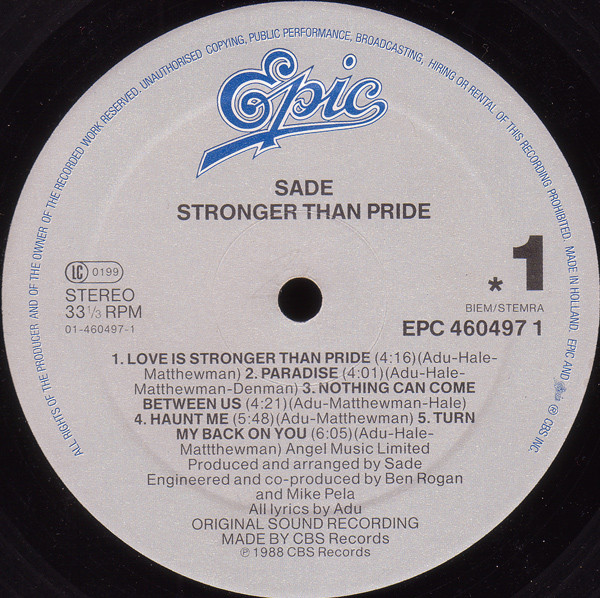 ALL RIGHTS OF THE PRODUCER AND OF THE OWNER OF THE RECORDED WORK RESERVED. UNAUTHORISED COPYING, PUBLIC PERFORMANCE, BROADCASTING, HIRING OR RENTAL OF THIS RECORDING PROHIBITED. MADE IN HOLLAND. EPIC AND
℗ CBS INC.
Epic
SADE
STRONGER THAN PRIDE
LC 0199
STEREO
33 1/3 RPM
01-460497-1
* 1
BIEM/STEMRA
EPC 460497 1
1. LOVE IS STRONGER THAN PRIDE (4:16)(Adu-Hale-
Matthewman) 2. PARADISE (4:01)(Adu-Hale-
Matthewman-Denman) 3. NOTHING CAN COME
BETWEEN US (4:21)(Adu-Matthewman-Hale)
4. HAUNT ME (5:48)(Adu-Matthewman) 5. TURN
MY BACK ON YOU (6:05)(Adu-Hale-
Mattthewman) Angel Music Limited
Produced and arranged by Sade
Engineered and co-produced by Ben Rogan
and Mike Pela
All lyrics by Adu
ORIGINAL SOUND RECORDING
MADE BY CBS Records
℗ 1988 CBS Records